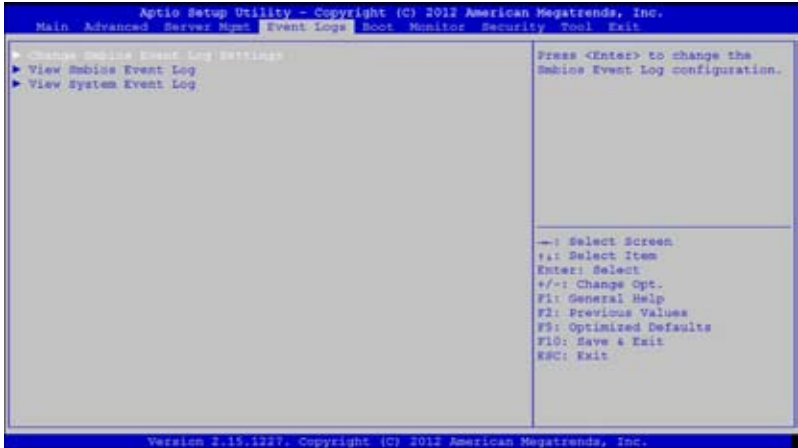 Aptio Setup Utility - Copyright (C) 2012 American Megatrends, Inc.
Main Advanced Server Mgmt Event Logs Boot Monitor Security Tool Exit
▶ Change Smbios Event Log Settings
▶ View Smbios Event Log
▶ View System Event Log
Press <Enter> to change the
Smbios Event Log configuration.
→←: Select Screen
↑↓: Select Item
Enter: Select
+/-: Change Opt.
F1: General Help
F2: Previous Values
F5: Optimized Defaults
F10: Save & Exit
ESC: Exit
Version 2.15.1227. Copyright (C) 2012 American Megatrends, Inc.